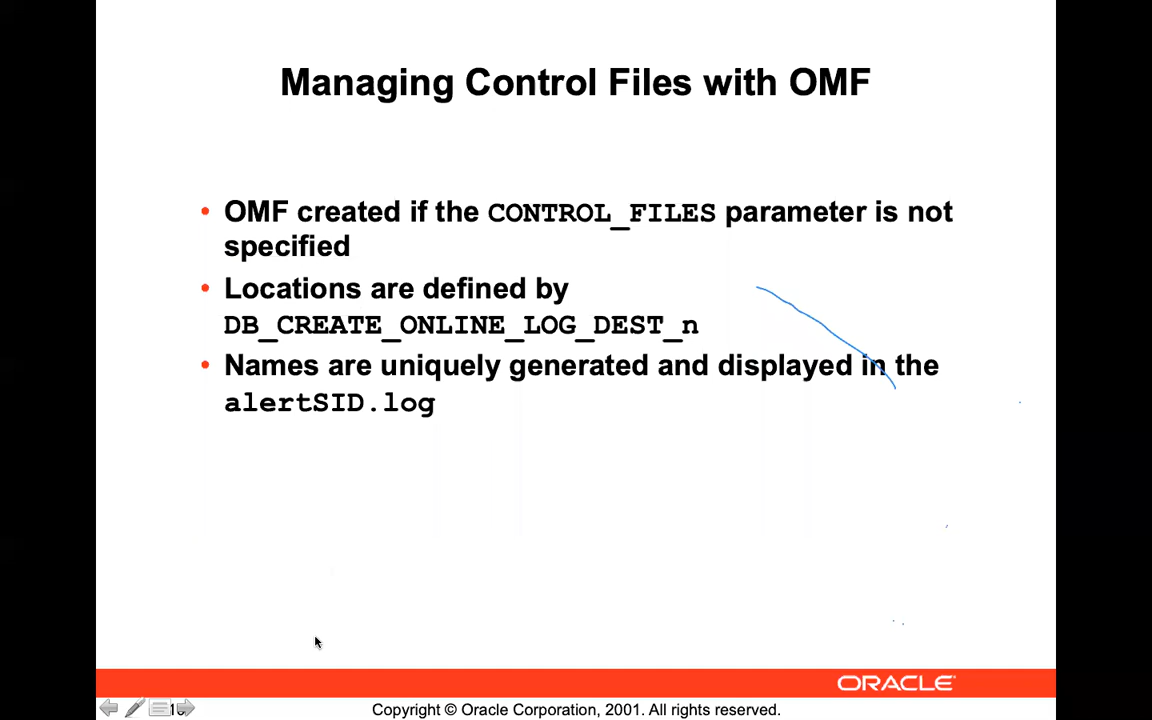 Managing Control Files with OMF
• OMF created if the CONTROL_FILES parameter is not
specified
• Locations are defined by
DB_CREATE_ONLINE_LOG_DEST_n
• Names are uniquely generated and displayed in the
alertSID.log
ORACLE®
Copyright © Oracle Corporation, 2001. All rights reserved.